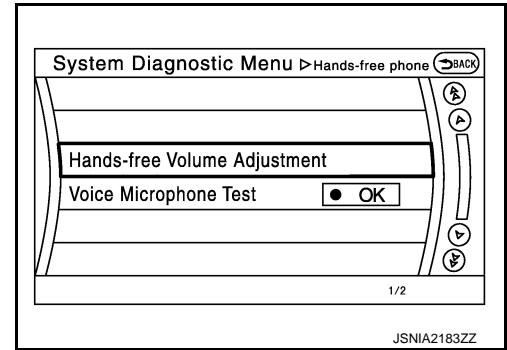 System Diagnostic Menu ▷Hands-free phone BACK
Hands-free Volume Adjustment
Voice Microphone Test ● OK
1/2
JSNIA2183ZZ